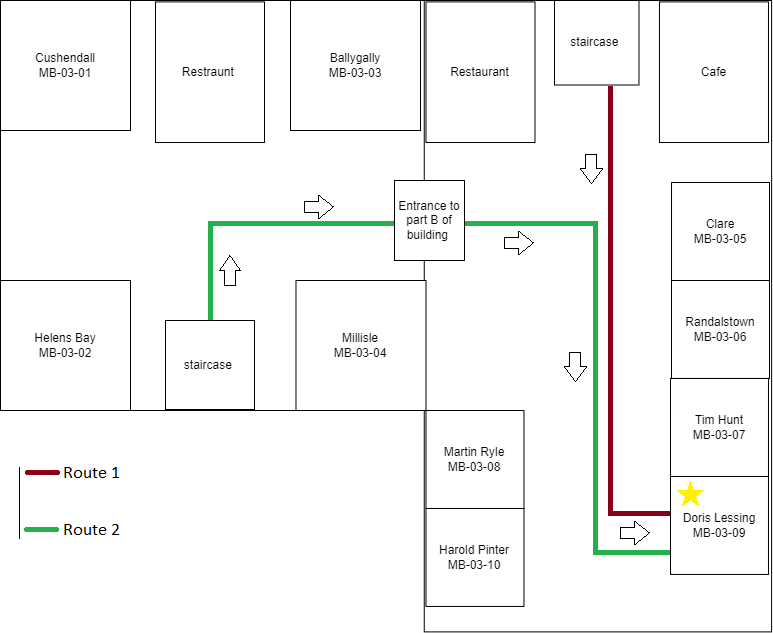 Cushendall
MB-03-01
Restraunt
Ballygally
MB-03-03
Restaurant
staircase
Cafe
Entrance to
part B of
building
Clare
MB-03-05
Helens Bay
MB-03-02
staircase
Millisle
MB-03-04
Randalstown
MB-03-06
Tim Hunt
MB-03-07
Martin Ryle
MB-03-08
Doris Lessing
MB-03-09
Harold Pinter
MB-03-10
Route 1
Route 2